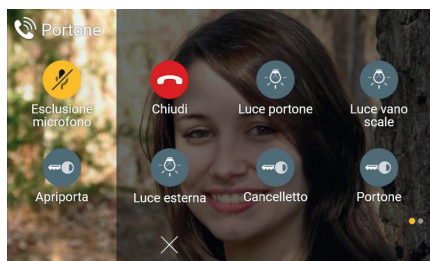 Portone
Esclusione
microfono
Chiudi
Luce portone
Luce vano
scale
Apriporta
Luce esterna
Cancelletto
Portone